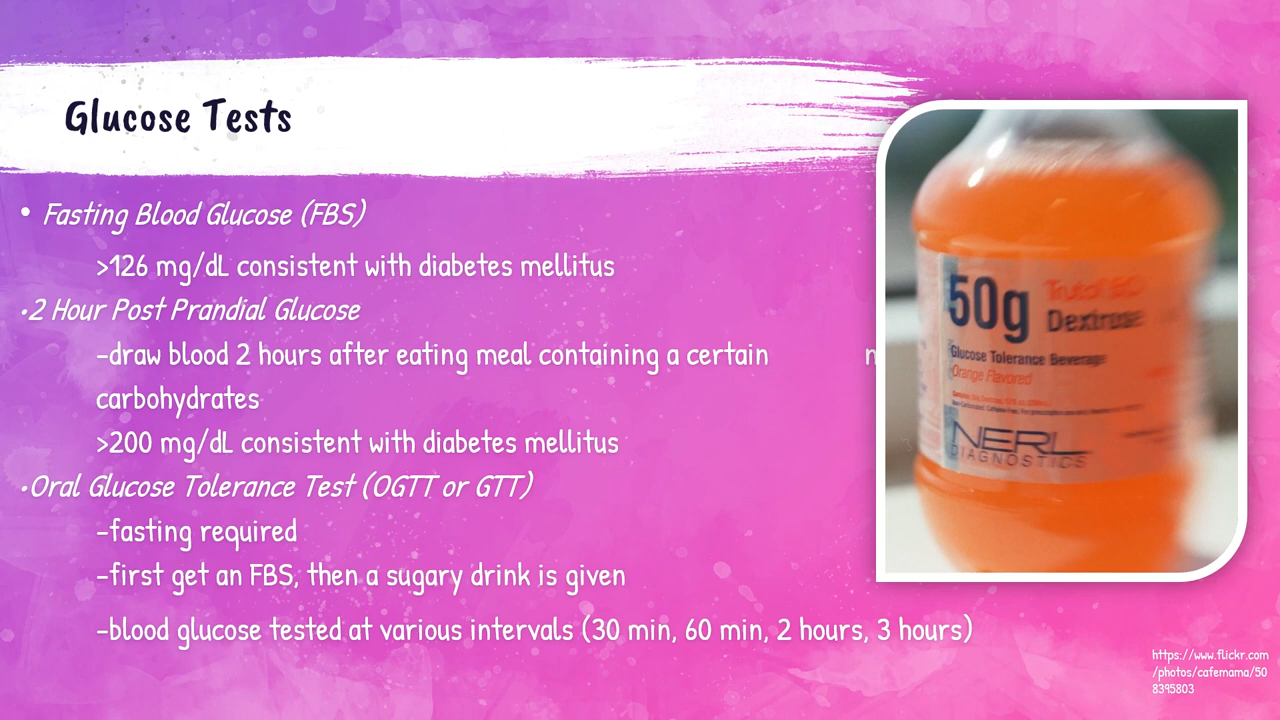 Glucose Tests
• Fasting Blood Glucose (FBS)
>126 mg/dL consistent with diabetes mellitus
•2 Hour Post Prandial Glucose
-draw blood 2 hours after eating meal containing a certain
carbohydrates
>200 mg/dL consistent with diabetes mellitus
•Oral Glucose Tolerance Test (OGTT or GTT)
-fasting required
-first get an FBS, then a sugary drink is given
-blood glucose tested at various intervals (30 min, 60 min, 2 hours, 3 hours)
50g
Dextrose
Glucose Tolerance Beverage
Orange Flavored
NERL
DIAGNOSTICS
https://www.flickr.com
/photos/cafemama/50
8395803